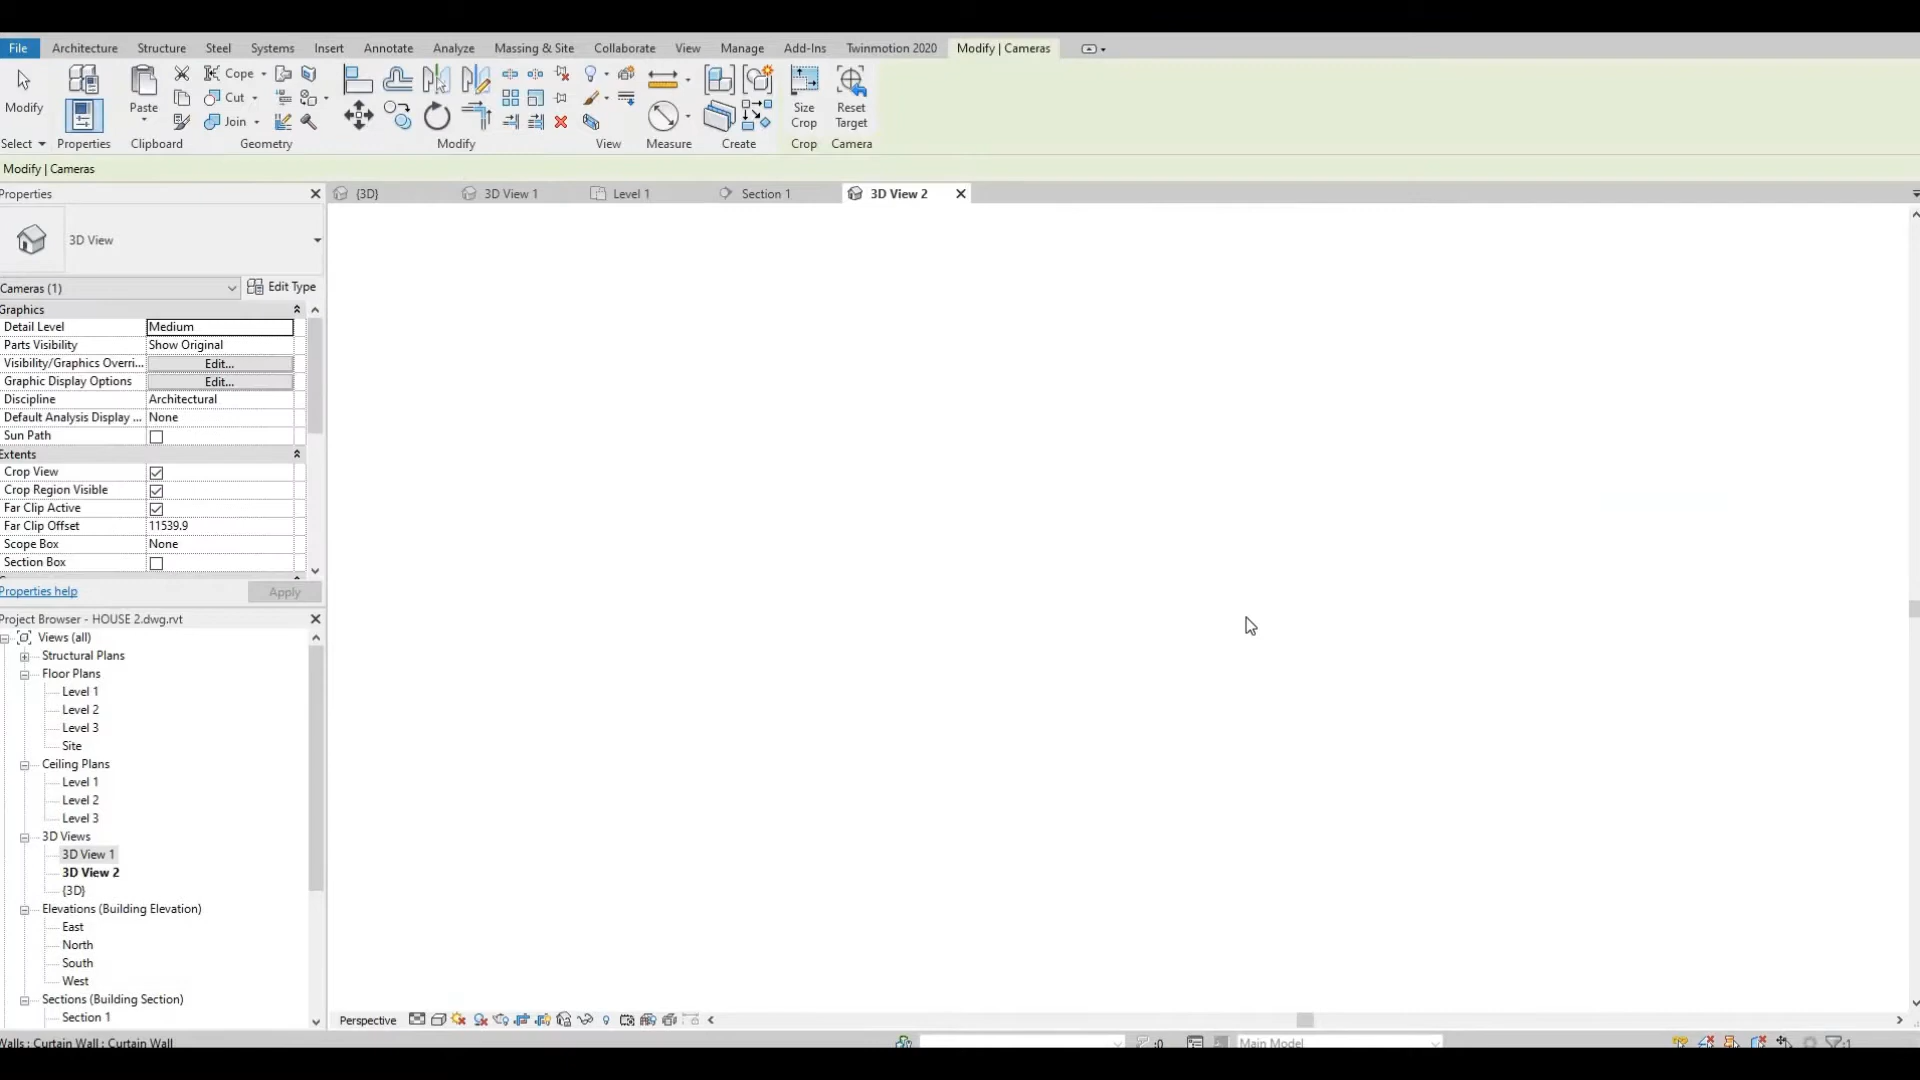 File Architecture Structure Steel Systems Insert Annotate Analyze Massing & Site Collaborate View Manage Add-Ins Twinmotion 2020 Modify | Cameras
Modify Paste Cope Cut Join Size Crop Reset Target
Select Properties Clipboard Geometry Modify View Measure Create Crop Camera
Modify | Cameras
Properties {3D} 3D View 1 Level 1 Section 1 3D View 2
3D View
Cameras (1) Edit Type
Graphics
Detail Level Medium
Parts Visibility Show Original
Visibility/Graphics Overri... Edit...
Graphic Display Options Edit...
Discipline Architectural
Default Analysis Display ... None
Sun Path
Extents
Crop View
Crop Region Visible
Far Clip Active
Far Clip Offset 11539.9
Scope Box None
Section Box
Properties help Apply
Project Browser - HOUSE 2.dwg.rvt
Views (all)
Structural Plans
Floor Plans
Level 1
Level 2
Level 3
Site
Ceiling Plans
Level 1
Level 2
Level 3
3D Views
3D View 1
3D View 2
{3D}
Elevations (Building Elevation)
East
North
South
West
Sections (Building Section)
Section 1
Perspective
Walls : Curtain Wall : Curtain Wall :0 Main Model :1